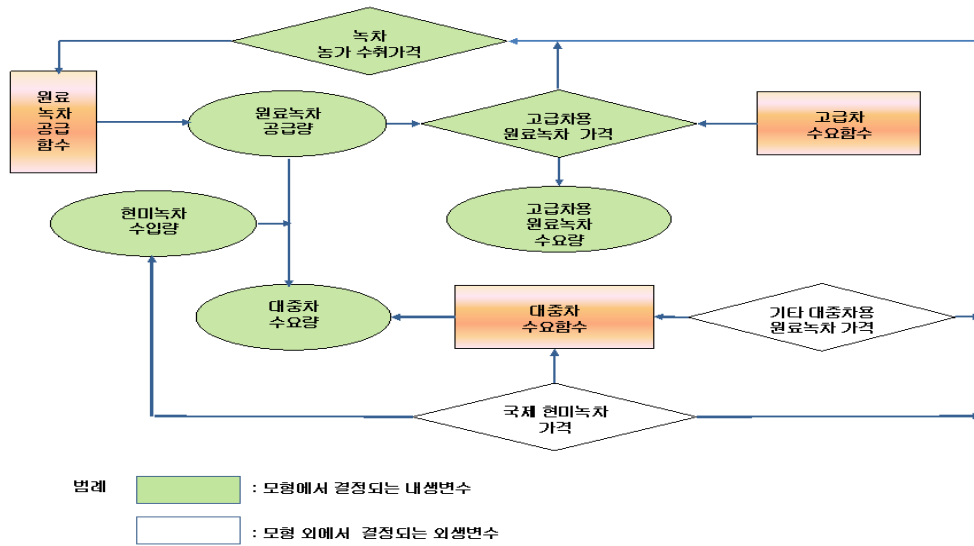 녹차
농가 수취가격
원료
녹차
공급
함수
원료녹차
공급량
고급차용
원료녹차 가격
고급차
수요함수
현미녹차
수입량
고급차용
원료녹차
수요량
대중차
수요량
대중차
수요함수
기타 대중차용
원료녹차 가격
국제 현미녹차
가격
범례
: 모형에서 결정되는 내생변수
: 모형 외에서 결정되는 외생변수